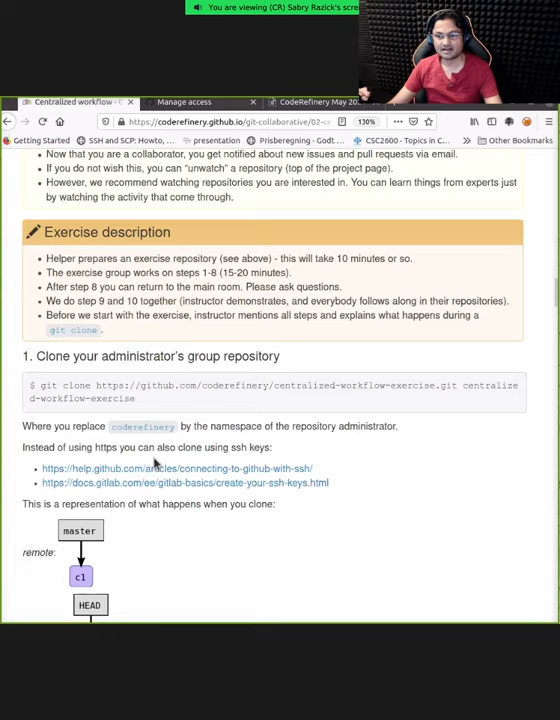 You are viewing (CR) Sabry Razick's scre
Centralized workflow - C
Manage access
CodeRefinery May 202
https://coderefinery.github.io/git-collaborative/02-ce
130%
Getting Started
SSH and SCP: Howto, ...
presentation
Prisberegning - Godt ...
CSC2600 - Topics in C...
Other Bookmarks
Now that you are a collaborator, you get notified about new issues and pull requests via email.
If you do not wish this, you can "unwatch" a repository (top of the project page).
However, we recommend watching repositories you are interested in. You can learn things from experts just
by watching the activity that come through.
Exercise description
Helper prepares an exercise repository (see above) - this will take 10 minutes or so.
The exercise group works on steps 1-8 (15-20 minutes).
After step 8 you can return to the main room. Please ask questions.
We do step 9 and 10 together (instructor demonstrates, and everybody follows along in their repositories).
Before we start with the exercise, instructor mentions all steps and explains what happens during a
git clone .
1. Clone your administrator's group repository
$ git clone https://github.com/coderefinery/centralized-workflow-exercise.git centralize
d-workflow-exercise
Where you replace coderefinery by the namespace of the repository administrator.
Instead of using https you can also clone using ssh keys:
https://help.github.com/articles/connecting-to-github-with-ssh/
https://docs.gitlab.com/ee/gitlab-basics/create-your-ssh-keys.html
This is a representation of what happens when you clone:
master
remote:
c1
HEAD